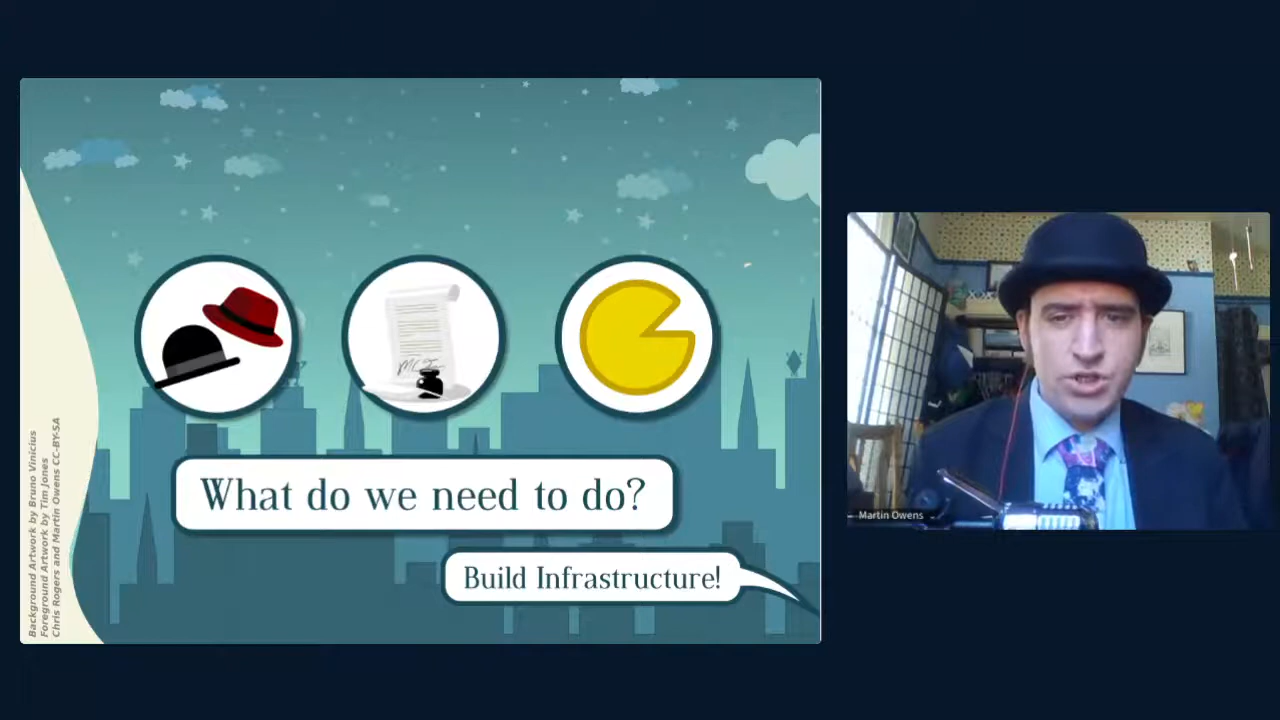 Background Artwork by Bruno Vinicius
Foreground Artwork by Tim Jones
Chris Rogers and Martin Owens CC-BY-SA
What do we need to do?
Build Infrastructure!
Martin Owens